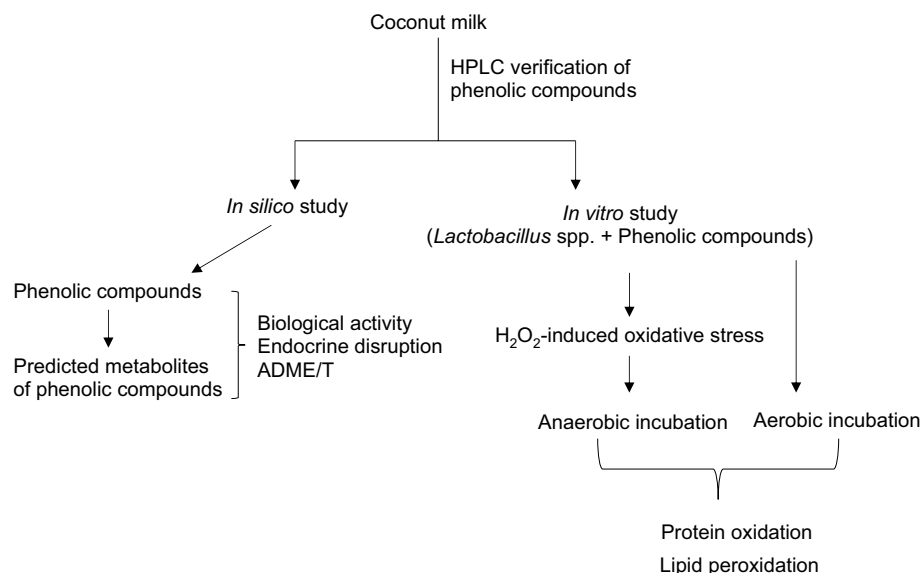 Coconut milk
HPLC verification of
phenolic compounds
In silico study
In vitro study
(Lactobacillus spp. + Phenolic compounds)
Phenolic compounds
Predicted metabolites
of phenolic compounds
Biological activity
Endocrine disruption
ADME/T
H₂O₂-induced oxidative stress
Anaerobic incubation
Aerobic incubation
Protein oxidation
Lipid peroxidation